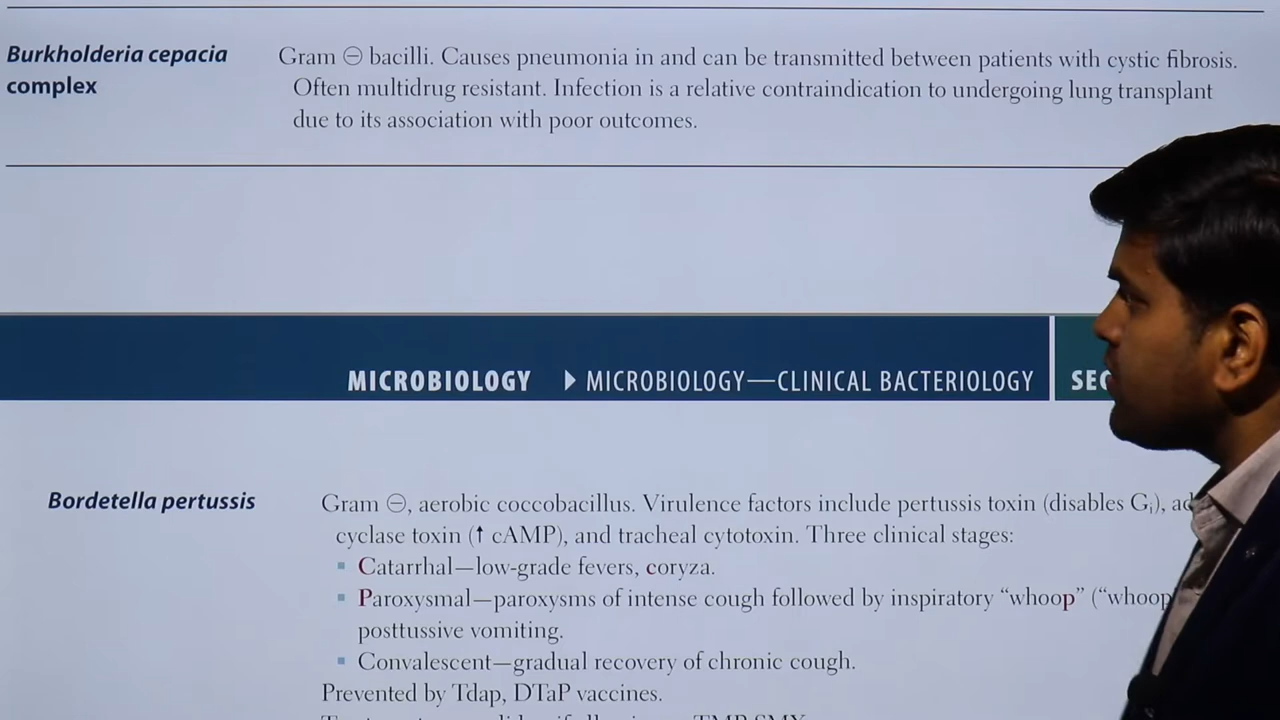 Burkholderia cepacia
complex
Gram ⊖ bacilli. Causes pneumonia in and can be transmitted between patients with cystic fibrosis.
Often multidrug resistant. Infection is a relative contraindication to undergoing lung transplant
due to its association with poor outcomes.
MICROBIOLOGY ▶ MICROBIOLOGY—CLINICAL BACTERIOLOGY
Bordetella pertussis
Gram ⊖, aerobic coccobacillus. Virulence factors include pertussis toxin (disables Gi),
cyclase toxin (↑ cAMP), and tracheal cytotoxin. Three clinical stages:
▪ Catarrhal—low-grade fevers, coryza.
▪ Paroxysmal—paroxysms of intense cough followed by inspiratory “whoop” (“whoop
posttussive vomiting.
▪ Convalescent—gradual recovery of chronic cough.
Prevented by Tdap, DTaP vaccines.